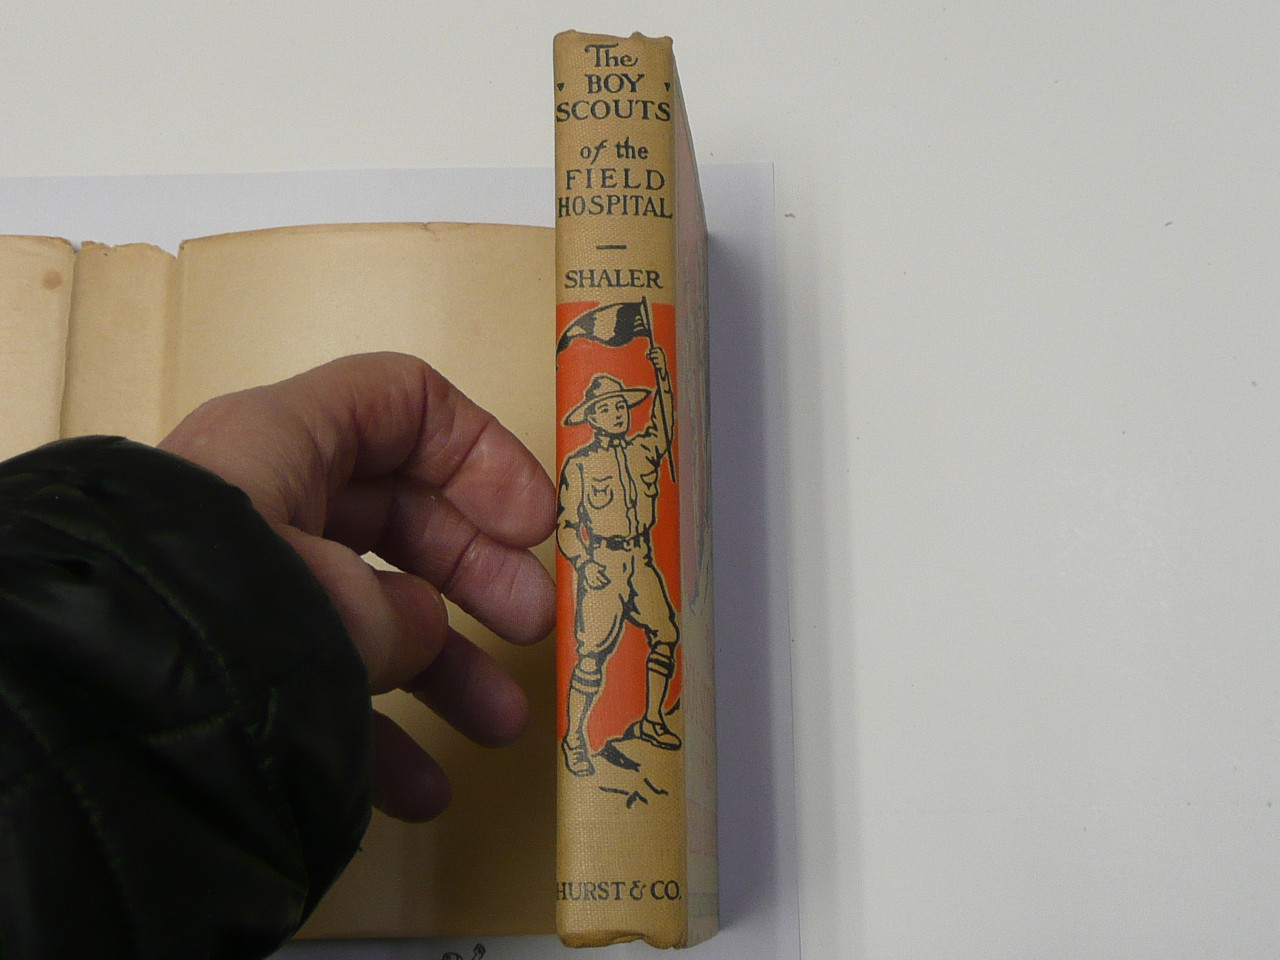 The
BOY
SCOUTS
of the
FIELD
HOSPITAL
SHALER
HURST & CO.